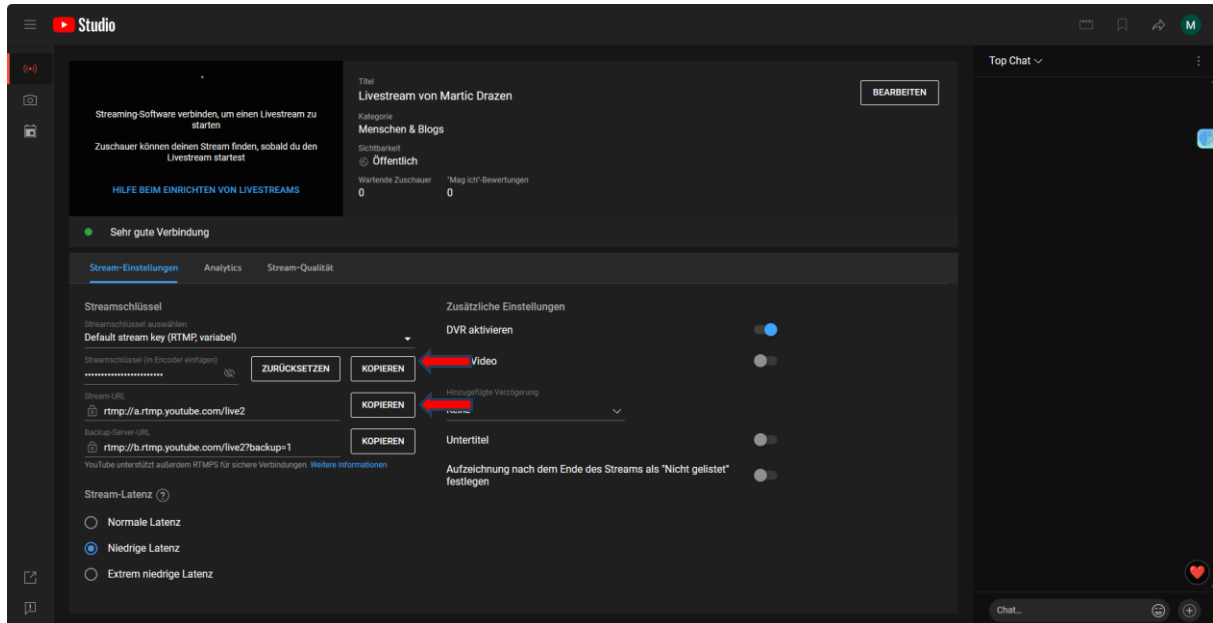 Studio
M
Streaming-Software verbinden, um einen Livestream zu
starten
Zuschauer können deinen Stream finden, sobald du den
Livestream startest
HILFE BEIM EINRICHTEN VON LIVESTREAMS
Titel
Livestream von Martic Drazen
Kategorie
Menschen & Blogs
Sichtbarkeit
Öffentlich
Wartende Zuschauer "Mag ich"-Bewertungen
0 0
BEARBEITEN
Top Chat
Sehr gute Verbindung
Stream-Einstellungen Analytics Stream-Qualität
Streamschlüssel
Streamschlüssel auswählen
Default stream key (RTMP, variabel)
Streamschlüssel (in Encoder einfügen)
ZURÜCKSETZEN KOPIEREN
Stream-URL
rtmp://a.rtmp.youtube.com/live2
KOPIEREN
Backup-Server-URL
rtmp://b.rtmp.youtube.com/live2?backup=1
KOPIEREN
YouTube unterstützt außerdem RTMPS für sichere Verbindungen. Weitere Informationen
Stream-Latenz ?
Normale Latenz
Niedrige Latenz
Extrem niedrige Latenz
Zusätzliche Einstellungen
DVR aktivieren
Video
Hinzugefügte Verzögerung
Keine
Untertitel
Aufzeichnung nach dem Ende des Streams als "Nicht gelistet"
festlegen
Chat...